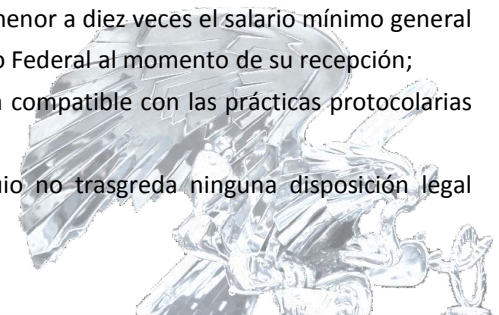 menor a diez veces el salario mínimo general
o Federal al momento de su recepción;
compatible con las prácticas protocolarias
uio no trasgreda ninguna disposición legal